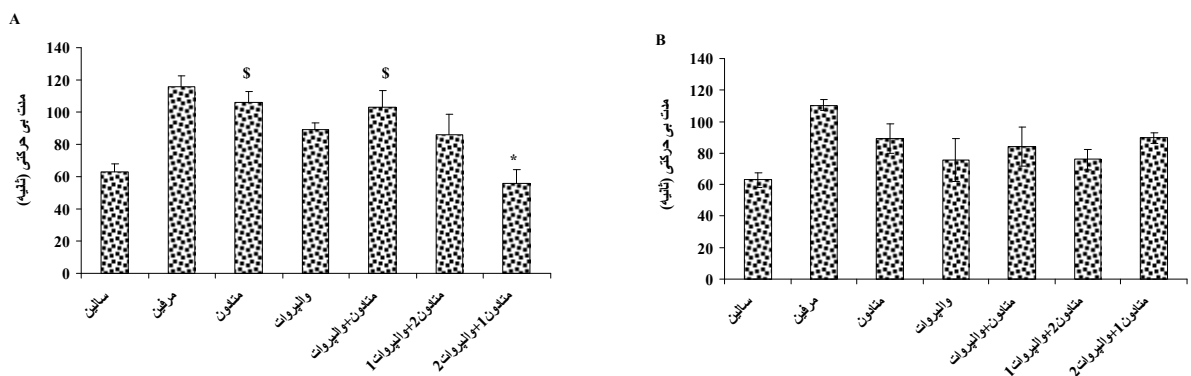 A
140
120
100
80
60
40
20
0
مدت بی حرکتی (ثانیه)
$
$
*
سالین
مرفین
متادون
والپروات
متادون+والپروات
متادون2+والپروات1
متادون1+والپروات2
B
140
120
100
80
60
40
20
0
مدت بی حرکتی (ثانیه)
سالین
مرفین
متادون
والپروات
متادون+والپروات
متادون2+والپروات1
متادون1+والپروات2